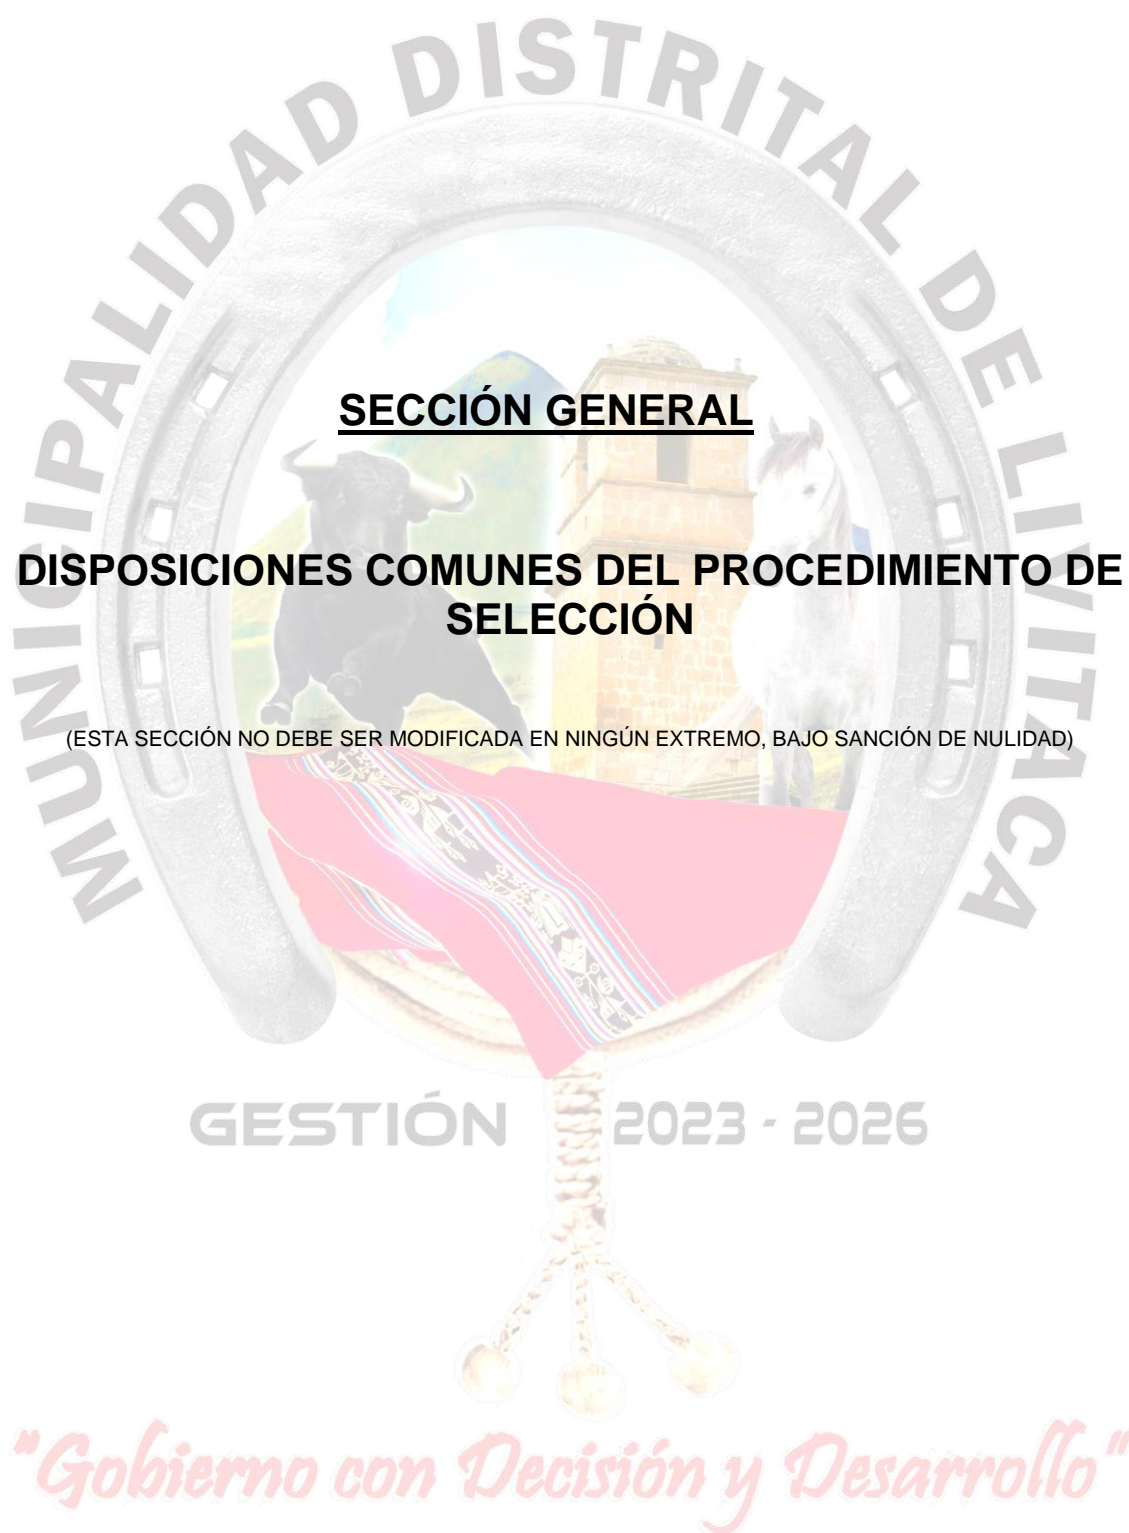 MUNICIPALIDAD DISTRITAL DE LIVITACA
SECCIÓN GENERAL
DISPOSICIONES COMUNES DEL PROCEDIMIENTO DE
SELECCIÓN
(ESTA SECCIÓN NO DEBE SER MODIFICADA EN NINGÚN EXTREMO, BAJO SANCIÓN DE NULIDAD)
GESTIÓN 2023 - 2026
"Gobierno con Decisión y Desarrollo"